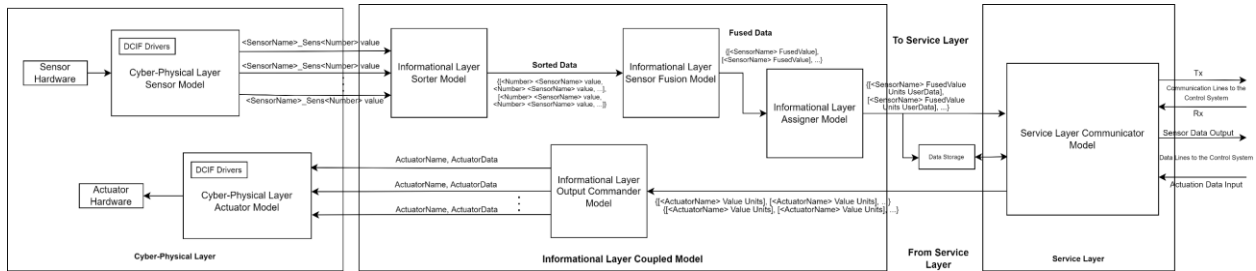 DCIF Drivers
Cyber-Physical Layer
Sensor Model
Sensor
Hardware
<SensorName>_Sens<Number> value
<SensorName>_Sens<Number> value
<SensorName>_Sens<Number> value
Informational Layer
Sorter Model
Sorted Data
{[<Number> <SensorName> value,
<Number> <SensorName> value, ...],
[<Number> <SensorName> value,
<Number> <SensorName> value, ...]}
Informational Layer
Sensor Fusion Model
Fused Data
{[<SensorName> FusedValue],
[<SensorName> FusedValue], ...}
Informational Layer
Assigner Model
To Service Layer
{[<SensorName> FusedValue
Units UserData],
[<SensorName> FusedValue
Units UserData], ...}
Data Storage
Service Layer Communicator
Model
Tx
Communication Lines to the
Control System
Rx
Sensor Data Output
Data Lines to the Control System
Actuation Data Input
DCIF Drivers
Cyber-Physical Layer
Actuator Model
Actuator
Hardware
ActuatorName, ActuatorData
ActuatorName, ActuatorData
ActuatorName, ActuatorData
Informational Layer
Output Commander
Model
{[<ActuatorName> Value Units], [<ActuatorName> Value Units], ...}
{[<ActuatorName> Value Units], [<ActuatorName> Value Units], ...}
From Service
Layer
Cyber-Physical Layer
Informational Layer Coupled Model
Service Layer